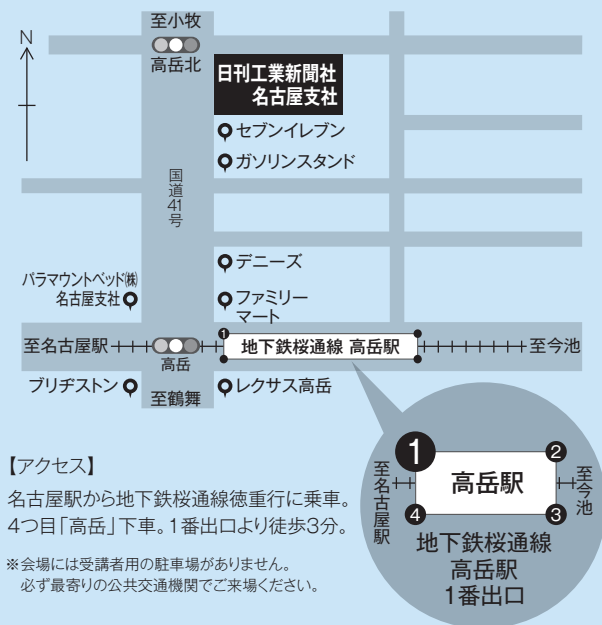 至小牧
N
高岳北
日刊工業新聞社
名古屋支社
セブンイレブン
ガソリンスタンド
国道41号
デニーズ
パラマウントベッド㈱
名古屋支社
ファミリー
マート
至名古屋駅
1
地下鉄桜通線 高岳駅
至今池
高岳
ブリヂストン
至鶴舞
レクサス高岳
【アクセス】
名古屋駅から地下鉄桜通線徳重行に乗車。
4つ目「高岳」下車。1番出口より徒歩3分。
※会場には受講者用の駐車場がありません。
必ず最寄りの公共交通機関でご来場ください。
1
2
至名古屋駅
高岳駅
至今池
4
3
地下鉄桜通線
高岳駅
1番出口